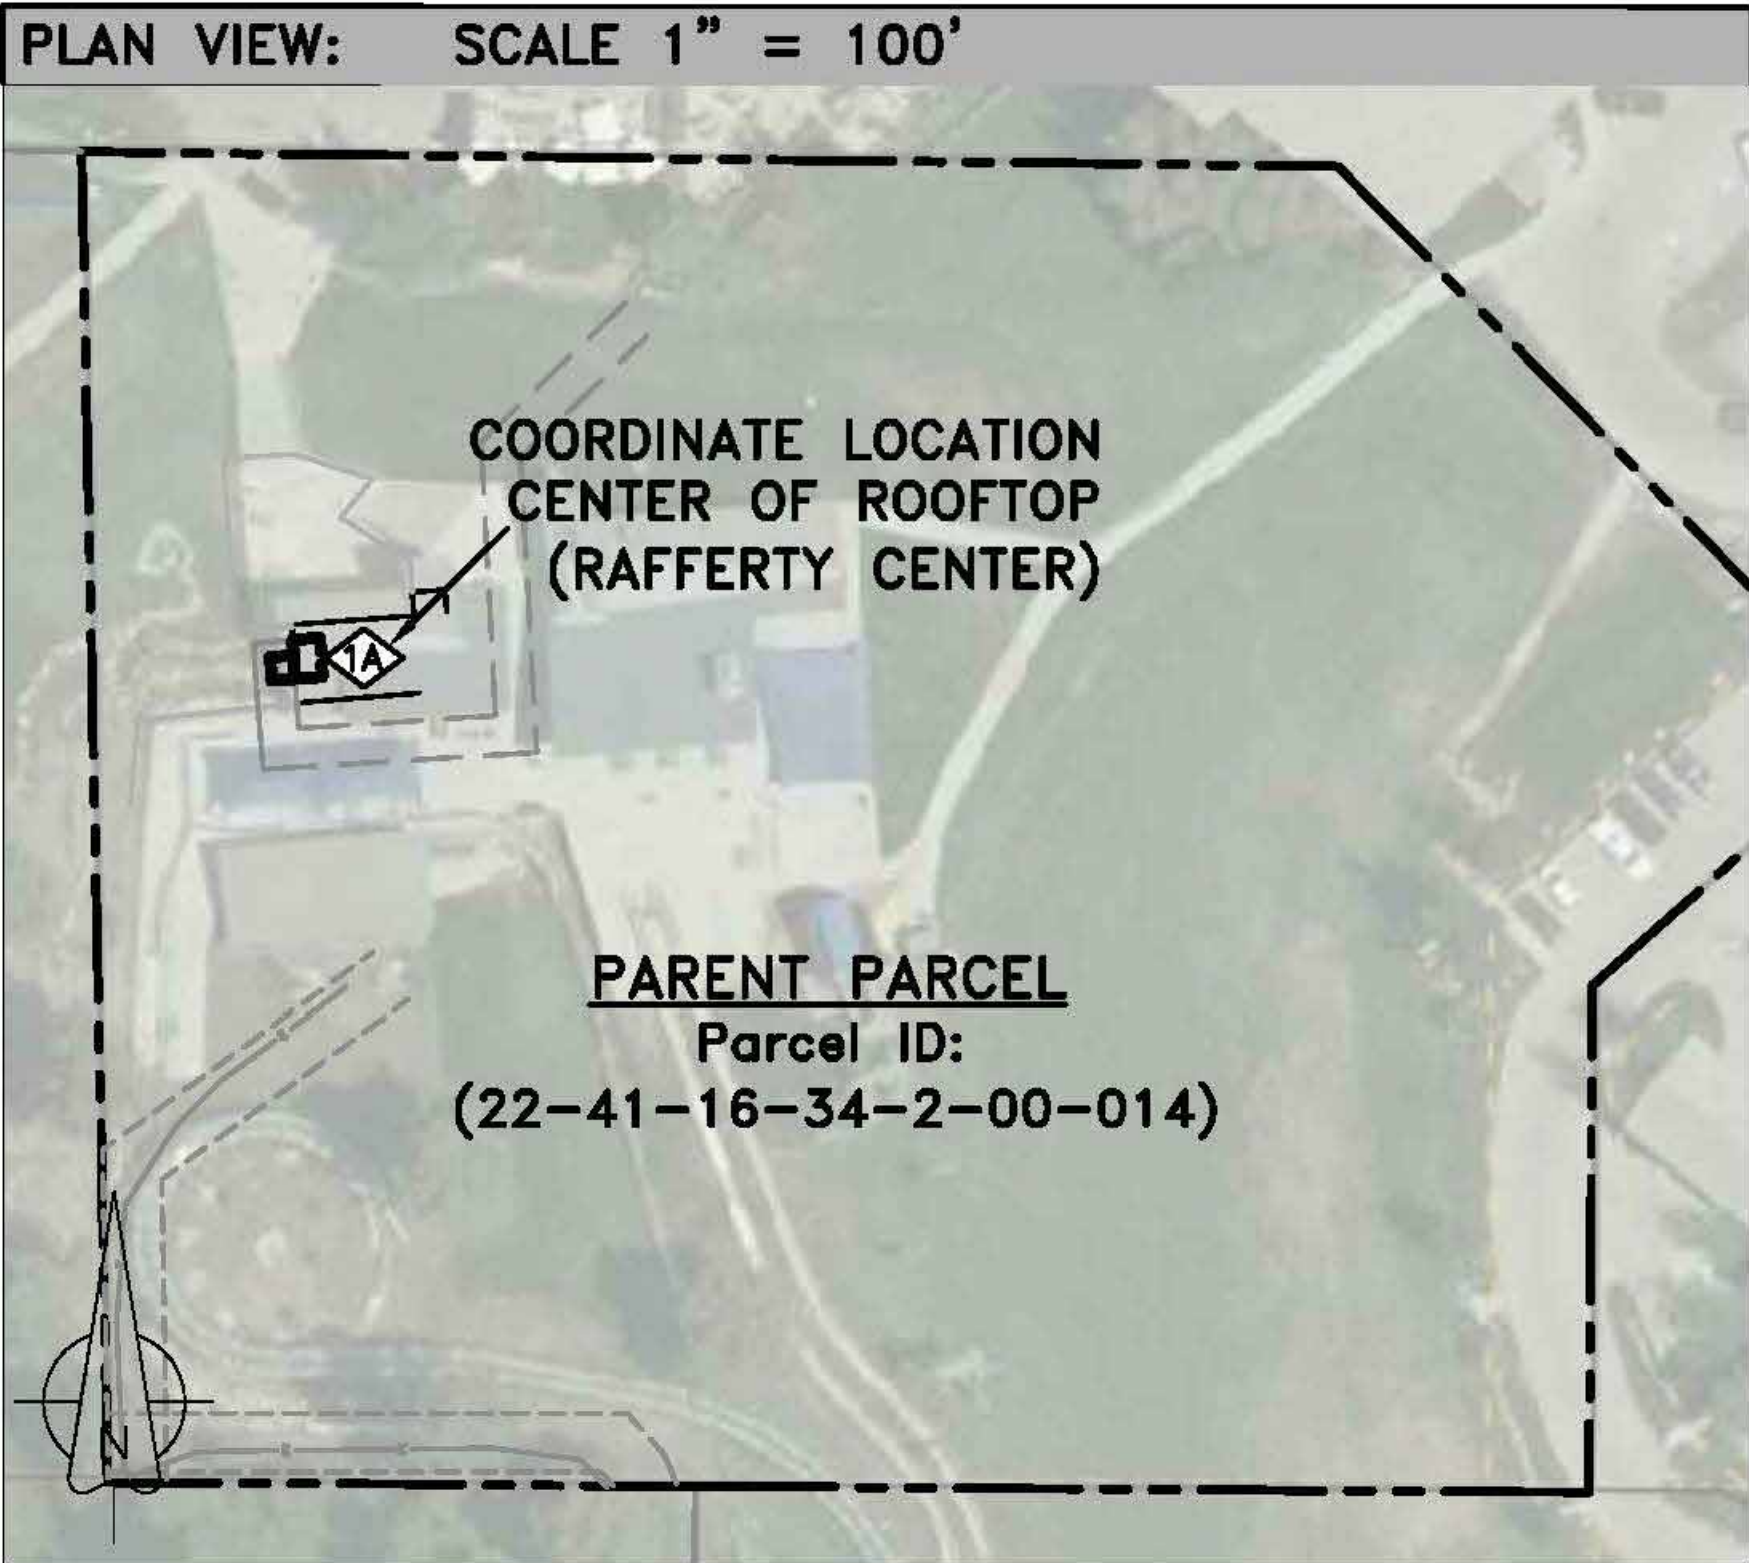 PLAN VIEW: SCALE 1” = 100’
COORDINATE LOCATION
CENTER OF ROOFTOP
(RAFFERTY CENTER)
1A
PARENT PARCEL
Parcel ID:
(22-41-16-34-2-00-014)
N